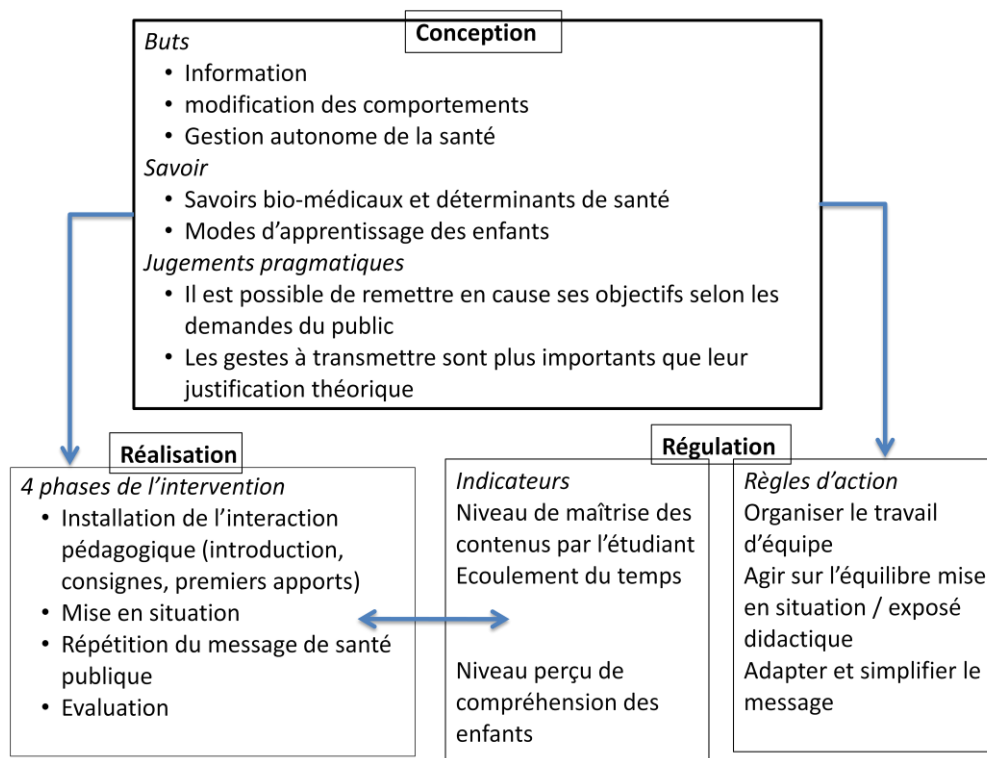 Conception
Buts
• Information
• modification des comportements
• Gestion autonome de la santé
Savoir
• Savoirs bio-médicaux et déterminants de santé
• Modes d'apprentissage des enfants
Jugements pragmatiques
• Il est possible de remettre en cause ses objectifs selon les
demandes du public
• Les gestes à transmettre sont plus importants que leur
justification théorique
Réalisation
4 phases de l'intervention
• Installation de l'interaction
pédagogique (introduction,
consignes, premiers apports)
• Mise en situation
• Répétition du message de santé
publique
• Evaluation
Régulation
Indicateurs
Niveau de maîtrise des
contenus par l'étudiant
Ecoulement du temps
Niveau perçu de
compréhension des
enfants
Règles d'action
Organiser le travail
d'équipe
Agir sur l'équilibre mise
en situation / exposé
didactique
Adapter et simplifier le
message